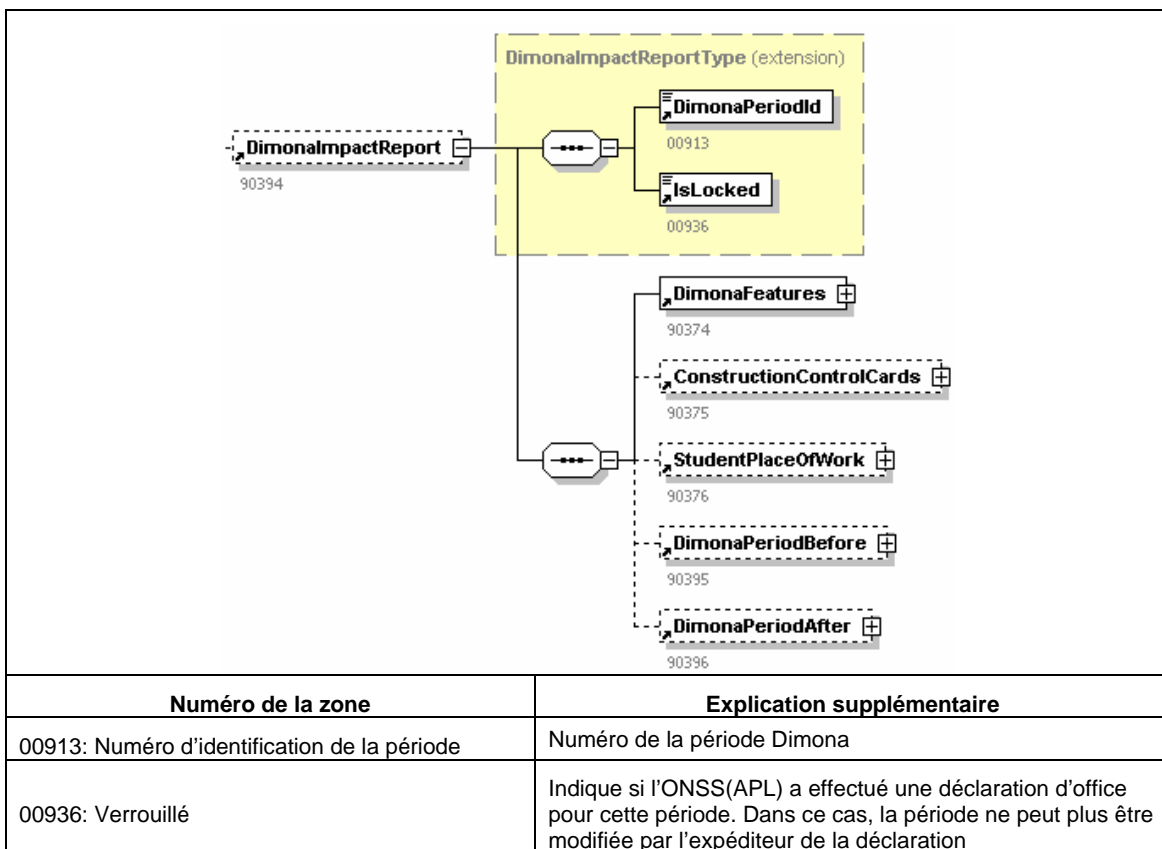 DimonaImpactReportType (extension)
DimonaPeriodId
00913
DimonaImpactReport
90394
IsLocked
00936
DimonaFeatures
90374
ConstructionControlCards
90375
StudentPlaceOfWork
90376
DimonaPeriodBefore
90395
DimonaPeriodAfter
90396
Numéro de la zone
Explication supplémentaire
00913: Numéro d'identification de la période
Numéro de la période Dimona
00936: Verrouillé
Indique si l'ONSS(APL) a effectué une déclaration d'office
pour cette période. Dans ce cas, la période ne peut plus être
modifiée par l'expéditeur de la déclaration